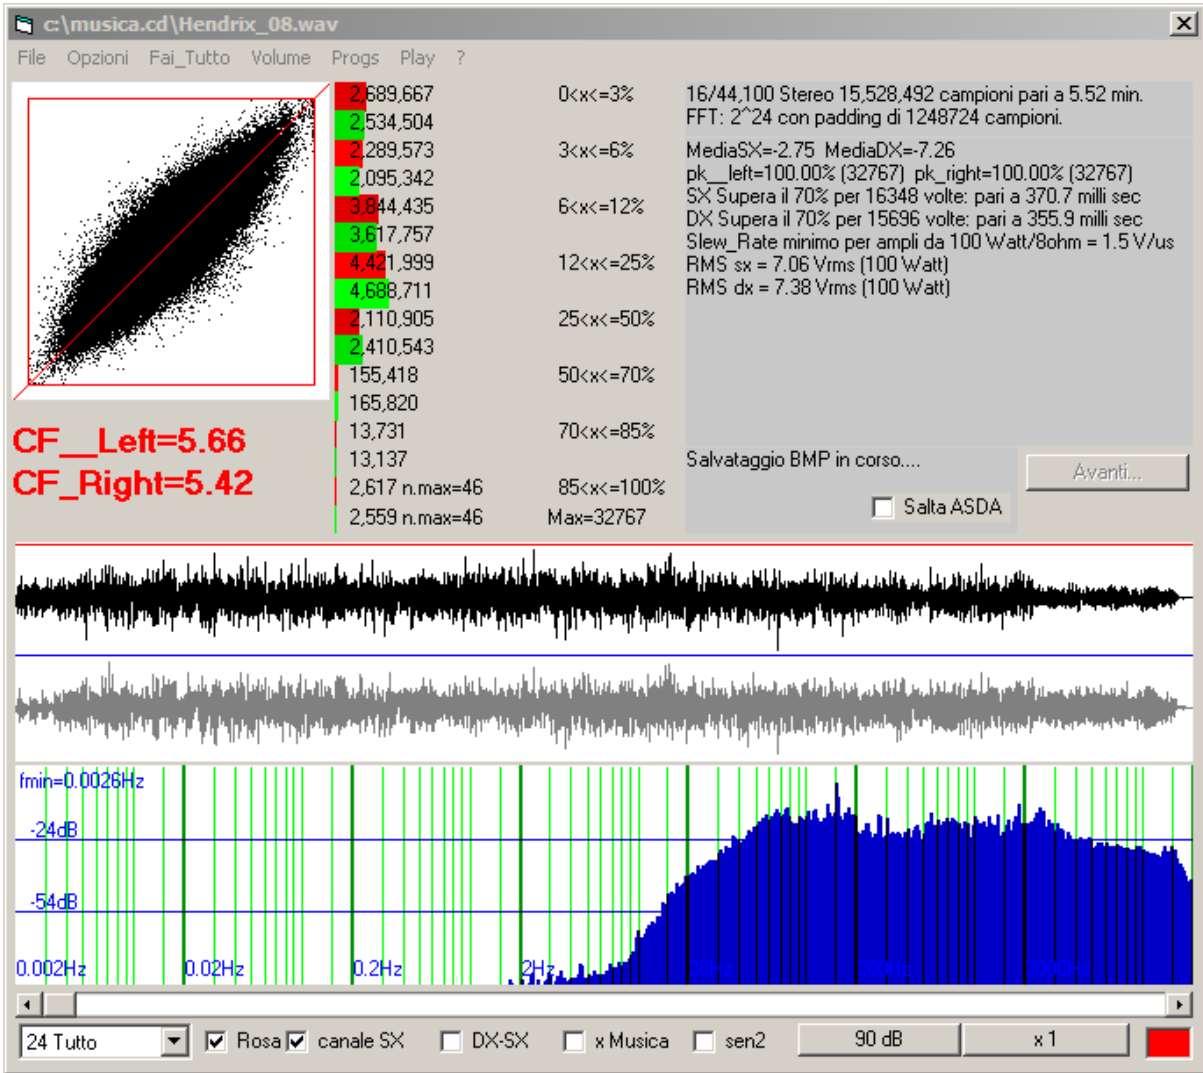 c:\musica.cd\Hendrix_08.wav
File Opzioni Fai_Tutto Volume Progs Play ?
2,689,667 0<x<=3%
2,534,504
2,289,573 3<x<=6%
2,095,342
3,844,435 6<x<=12%
3,617,757
4,421,999 12<x<=25%
4,688,711
2,110,905 25<x<=50%
2,410,543
155,418 50<x<=70%
165,820
13,731 70<x<=85%
13,137
2,617 n.max=46 85<x<=100%
2,559 n.max=46 Max=32767
CF__Left=5.66
CF_Right=5.42
16/44,100 Stereo 15,528,492 campioni pari a 5.52 min.
FFT: 2^24 con padding di 1248724 campioni.
MediaSX=-2.75 MediaDX=-7.26
pk__left=100.00% (32767) pk_right=100.00% (32767)
SX Supera il 70% per 16348 volte: pari a 370.7 milli sec
DX Supera il 70% per 15696 volte: pari a 355.9 milli sec
Slew_Rate minimo per ampli da 100 Watt/8ohm = 1.5 V/us
RMS sx = 7.06 Vrms (100 Watt)
RMS dx = 7.38 Vrms (100 Watt)
Salvataggio BMP in corso....
Avanti...
Salta ASDA
fmin=0.0026Hz
-24dB
-54dB
0.002Hz 0.02Hz 0.2Hz 2Hz 20Hz 200Hz 2000Hz
24 Tutto Rosa canale SX DX-SX x Musica sen2 90 dB x 1